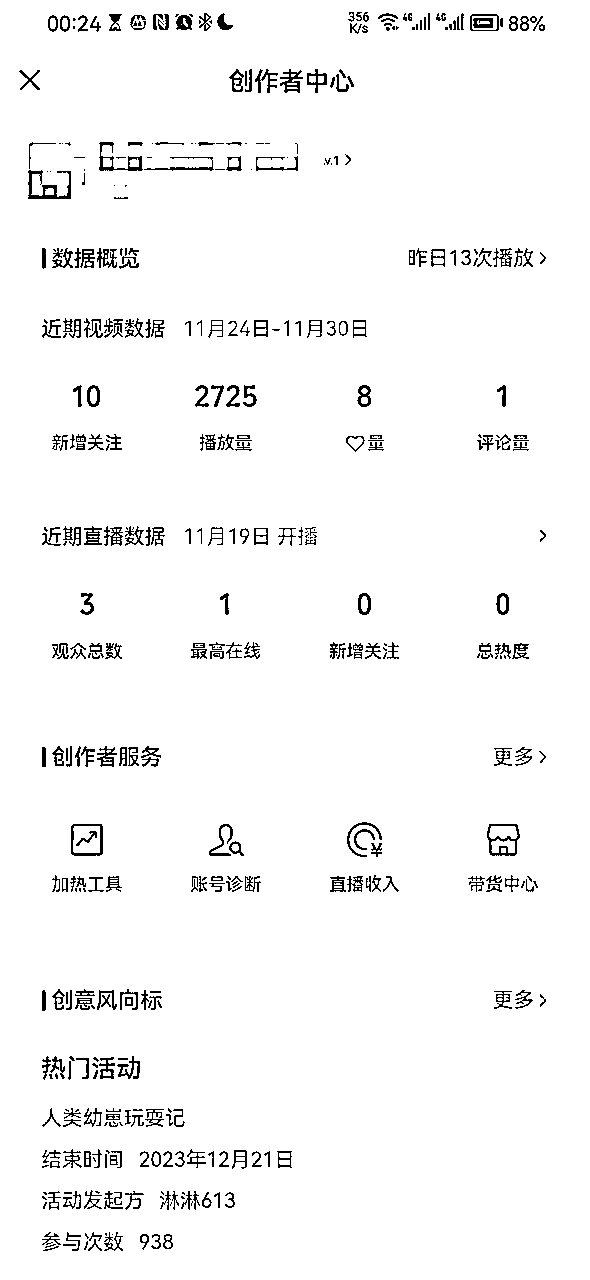 00:24 356 K/s 4G 4G 88%
创作者中心
v.1
数据概览 昨日13次播放
近期视频数据 11月24日-11月30日
10 2725 8 1
新增关注 播放量 ♡量 评论量
近期直播数据 11月19日 开播
3 1 0 0
观众总数 最高在线 新增关注 总热度
创作者服务 更多
加热工具 账号诊断 直播收入 带货中心
创意风向标 更多
热门活动
人类幼崽玩耍记
结束时间 2023年12月21日
活动发起方 淋淋613
参与次数 938